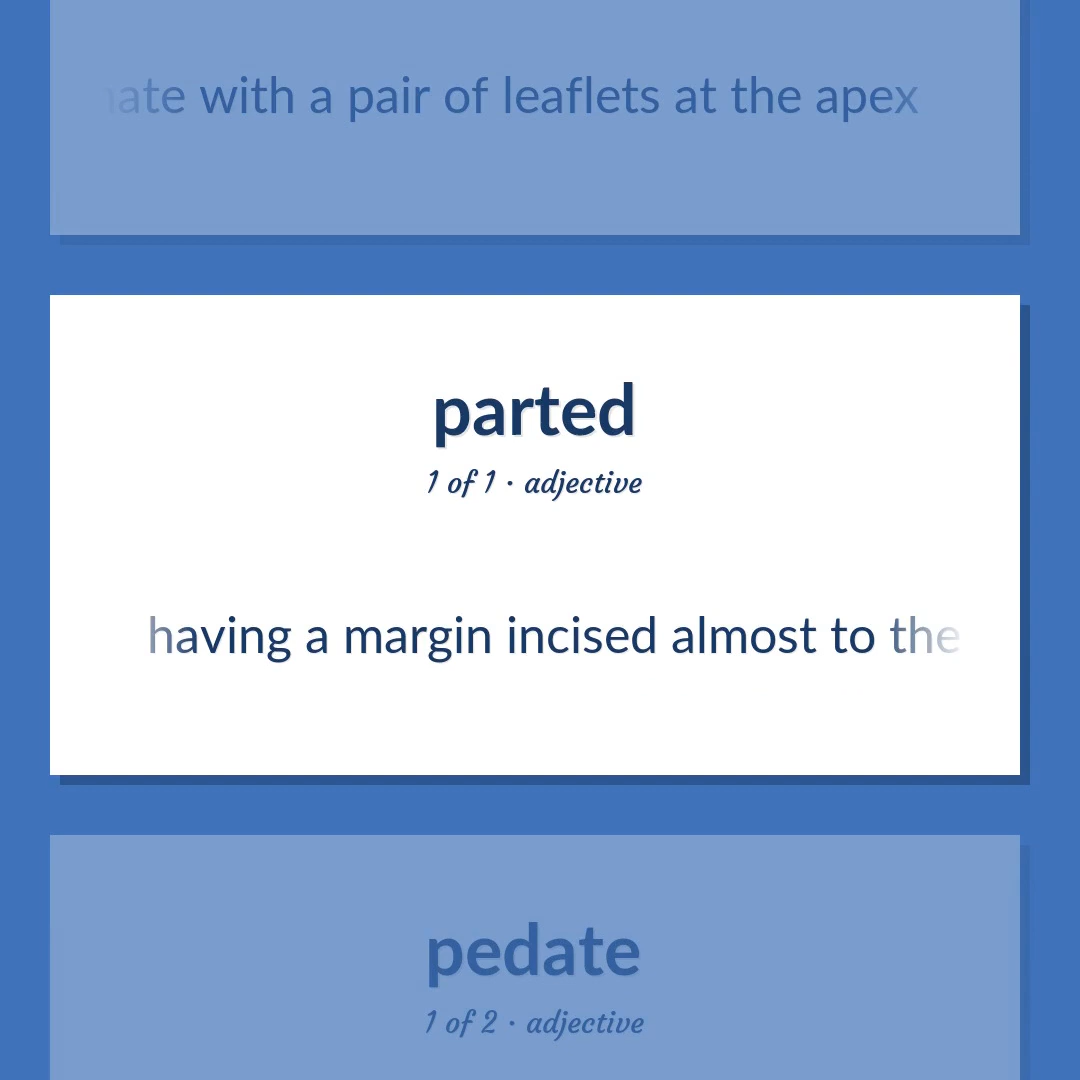 with a pair of leaflets at the apex
parted
1 of 1 · adjective
having a margin incised almost to the
pedate
1 of 2 · adjective